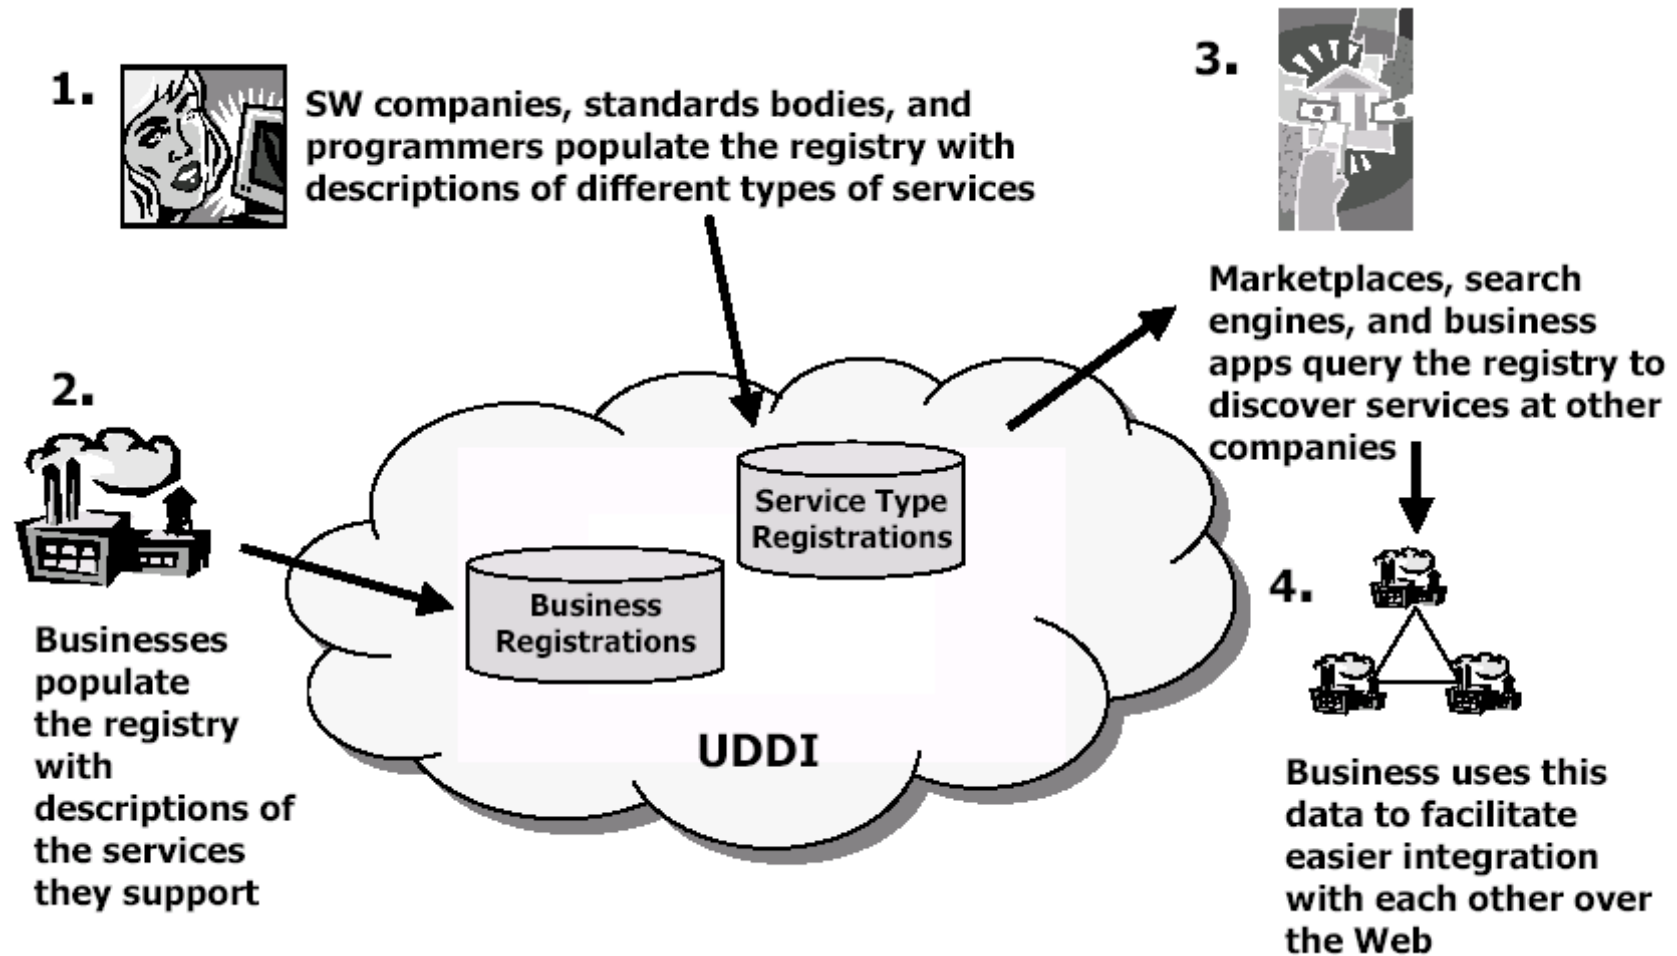 1.
SW companies, standards bodies, and
programmers populate the registry with
descriptions of different types of services
2.
Businesses
populate
the registry
with
descriptions of
the services
they support
Service Type
Registrations
Business
Registrations
UDDI
3.
Marketplaces, search
engines, and business
apps query the registry to
discover services at other
companies
4.
Business uses this
data to facilitate
easier integration
with each other over
the Web